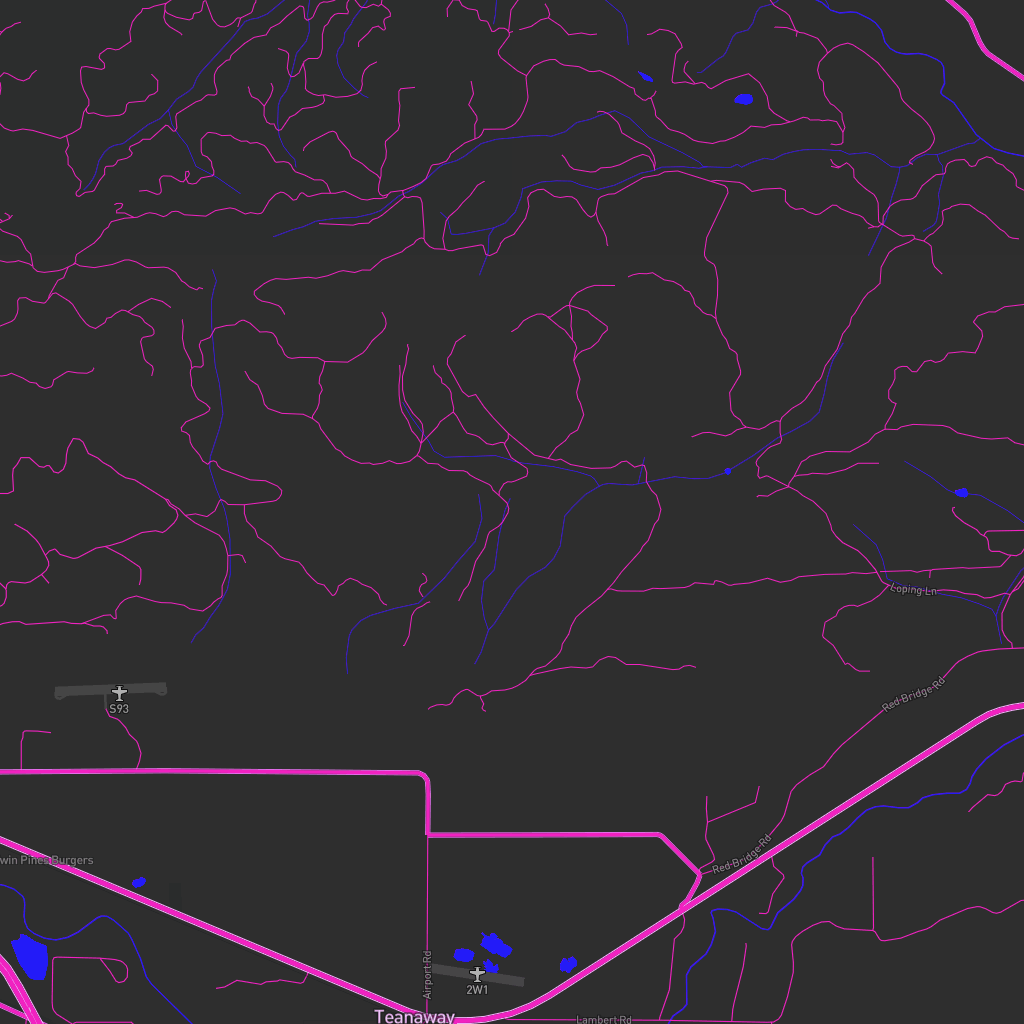 Loping Ln
Red Bridge Rd
S93
Red Bridge Rd
win Pines Burgers
Airport Rd
2W1
Teanaway
Lambert Rd